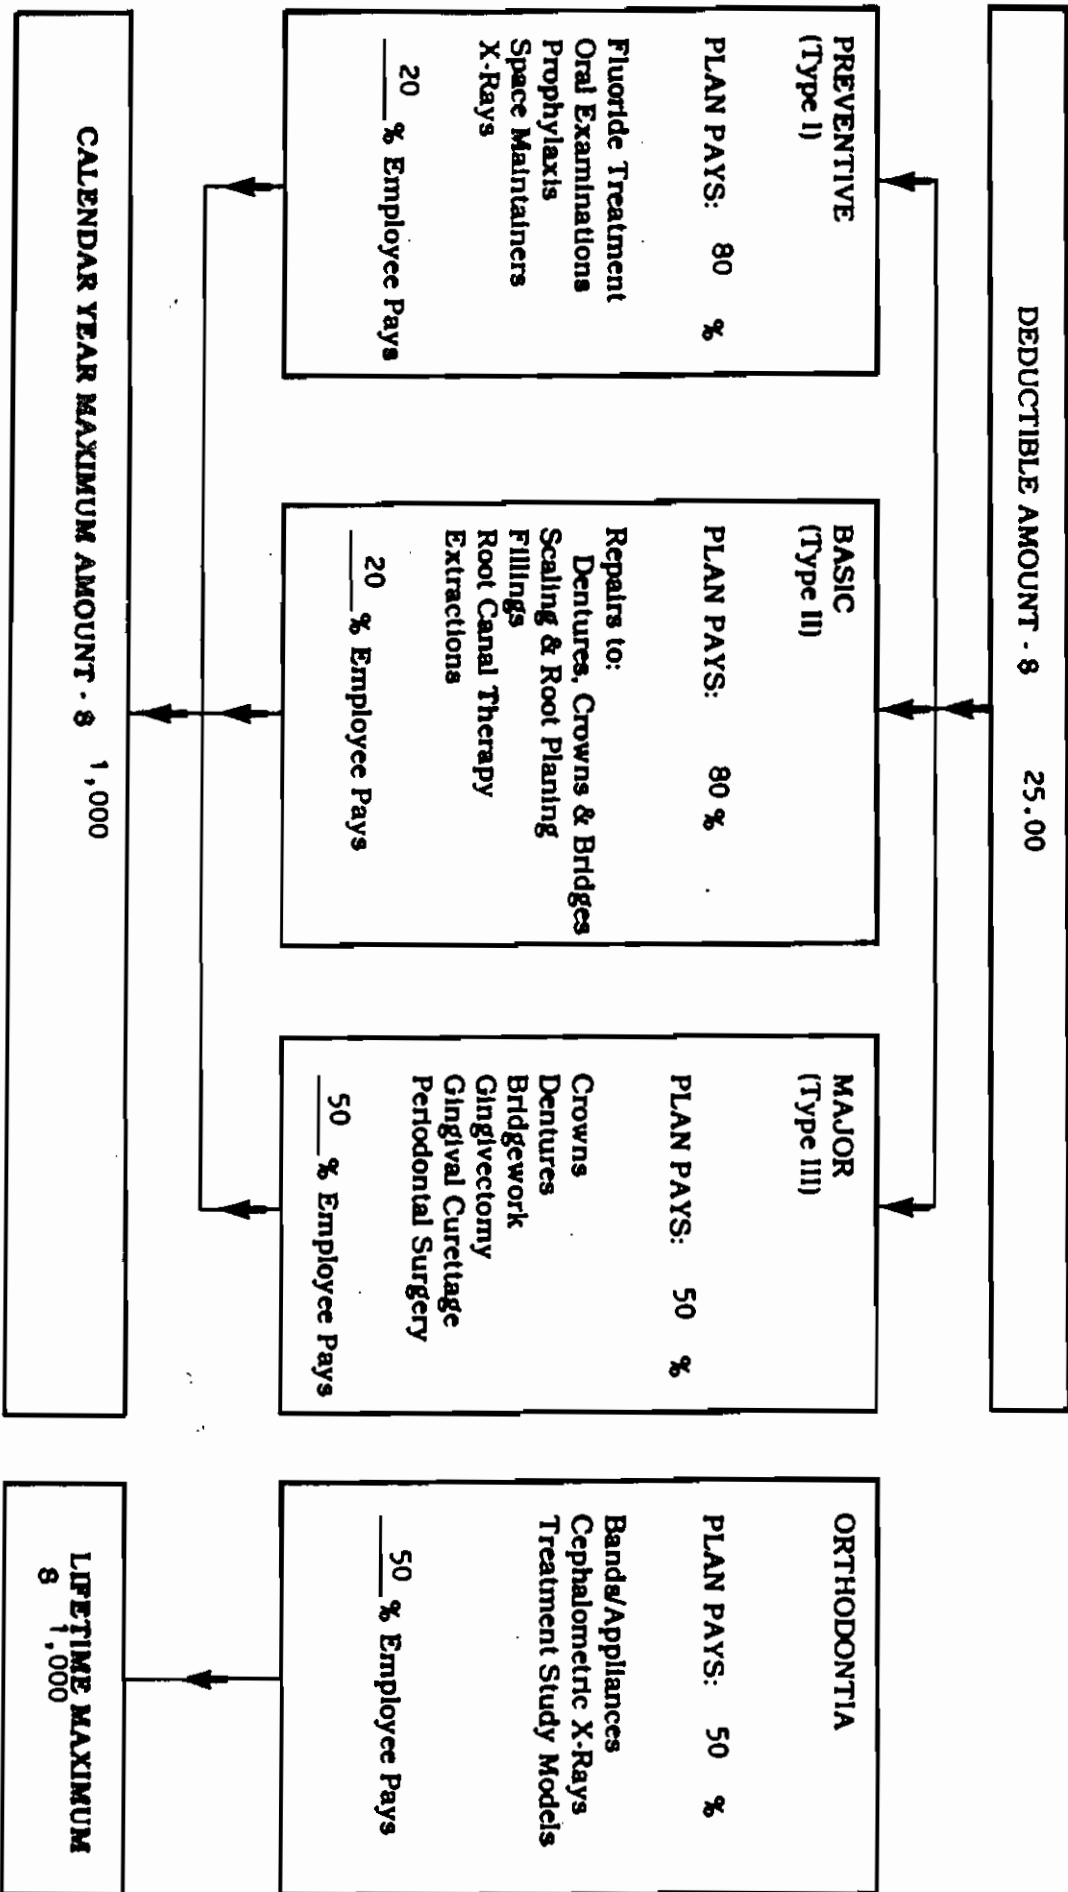 DEDUCTIBLE AMOUNT - $ 25.00
PREVENTIVE
(Type I)
PLAN PAYS: 80 %
Fluoride Treatment
Oral Examinations
Prophylaxis
Space Maintainers
X-Rays
20 % Employee Pays
BASIC
(Type II)
PLAN PAYS: 80 %
Repairs to:
Dentures, Crowns & Bridges
Scaling & Root Planing
Fillings
Root Canal Therapy
Extractions
20 % Employee Pays
MAJOR
(Type III)
PLAN PAYS: 50 %
Crowns
Dentures
Bridgework
Gingivectomy
Gingival Curettage
Periodontal Surgery
50 % Employee Pays
ORTHODONTIA
PLAN PAYS: 50 %
Bands/Appliances
Cephalometric X-Rays
Treatment Study Models
50 % Employee Pays
CALENDAR YEAR MAXIMUM AMOUNT - $ 1,000
LIFETIME MAXIMUM
$ 1,000